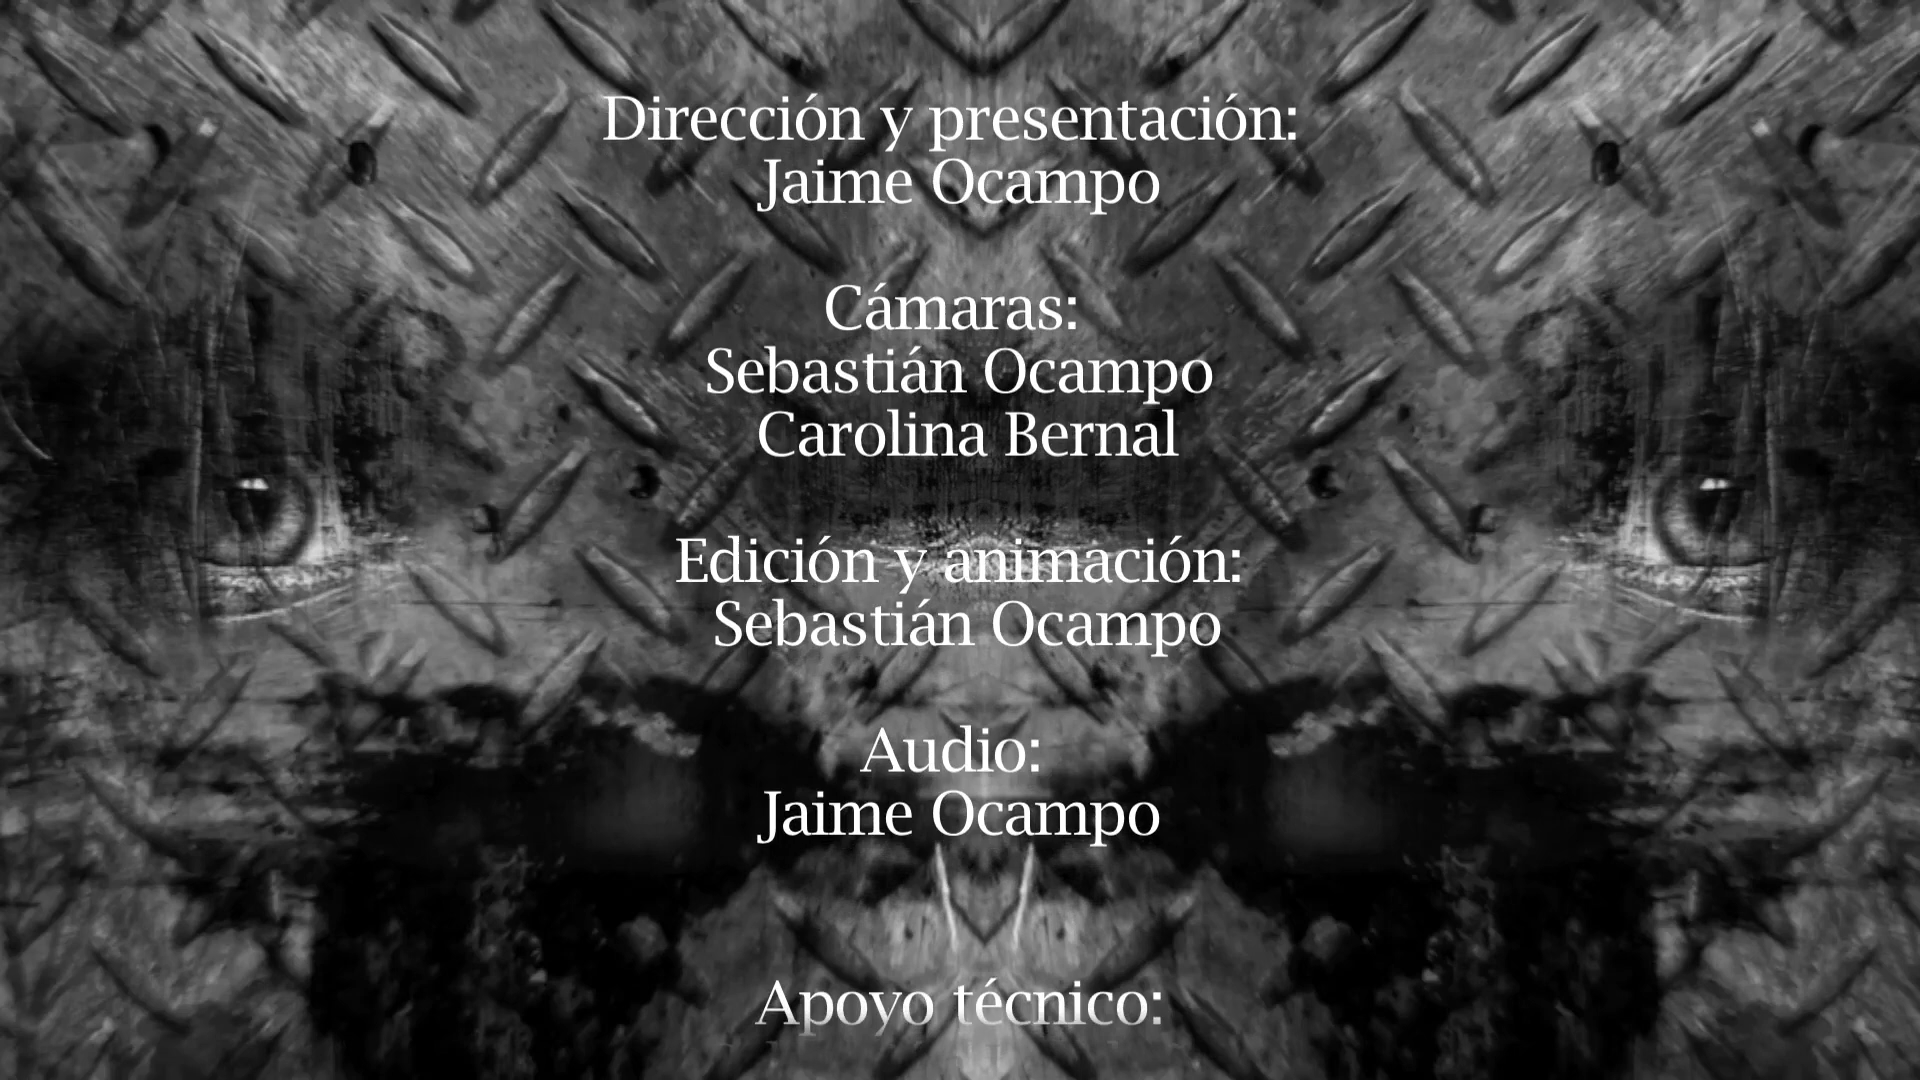 Dirección y presentación:
Jaime Ocampo
Cámaras:
Sebastián Ocampo
Carolina Bernal
Edición y animación:
Sebastián Ocampo
Audio:
Jaime Ocampo
Apoyo técnico: